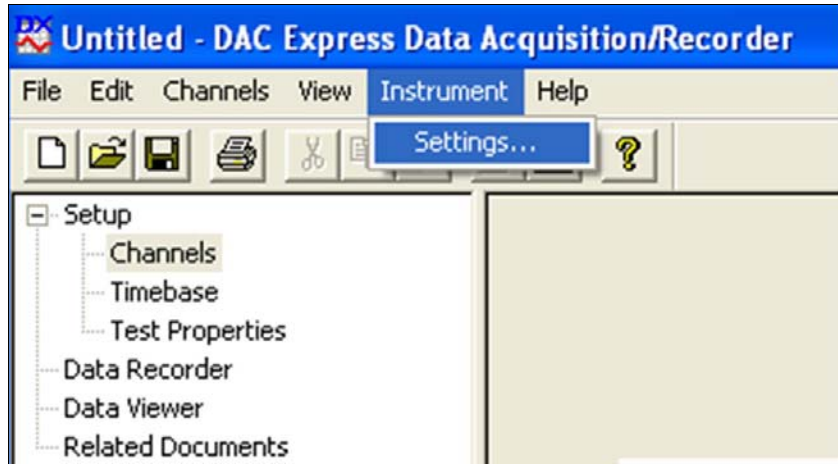 DX Untitled - DAC Express Data Acquisition/Recorder
File Edit Channels View Instrument Help
Settings...
?
Setup
Channels
Timebase
Test Properties
Data Recorder
Data Viewer
Related Documents